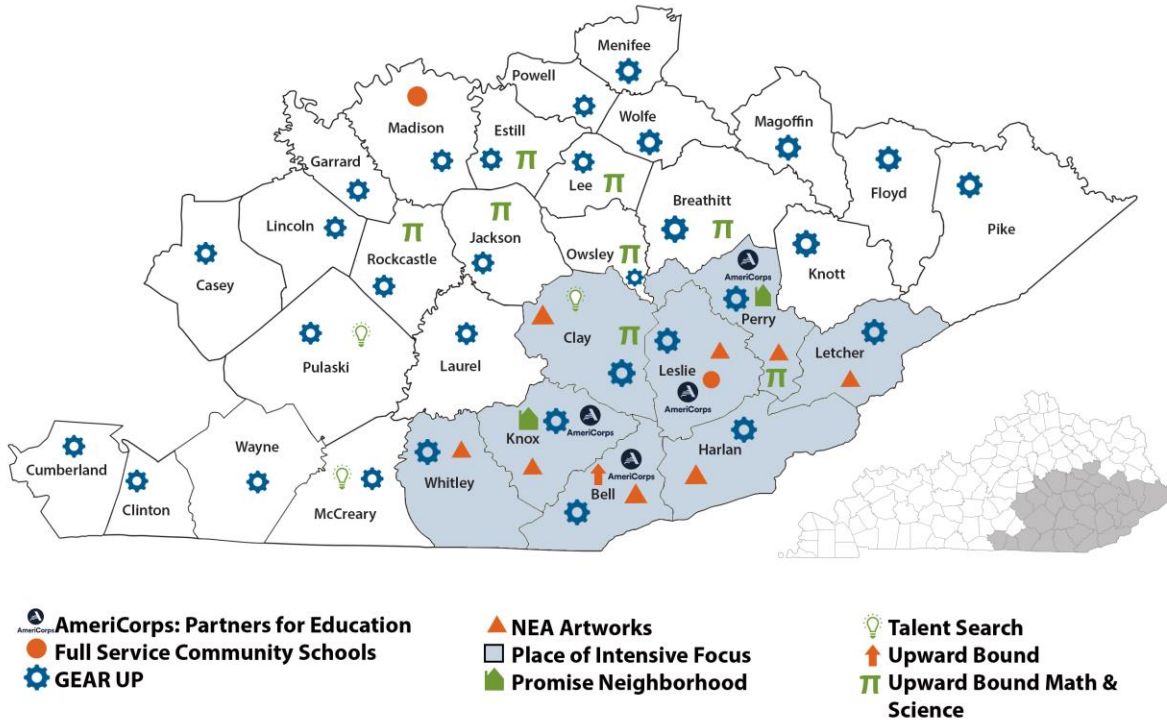 Menifee
Powell
Wolfe
Magoffin
Madison
Estill
Garrard
Lee
Floyd
Breathitt
Lincoln
Jackson
Pike
Rockcastle
Owsley
Knott
Casey
AmeriCorps
Perry
Clay
Pulaski
Laurel
Leslie
Letcher
AmeriCorps
Knox
AmeriCorps
Harlan
Wayne
Cumberland
Whitley
Bell
AmeriCorps
Clinton
McCreary
AmeriCorps
AmeriCorps: Partners for Education
Full Service Community Schools
GEAR UP
NEA Artworks
Place of Intensive Focus
Promise Neighborhood
Talent Search
Upward Bound
Upward Bound Math &
Science